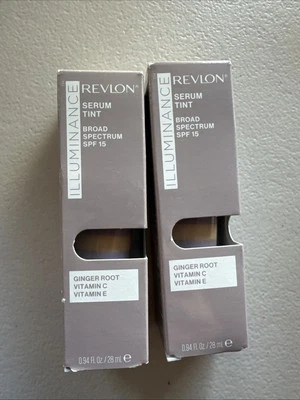 ILLUMINANCE
REVLON®
SERUM
TINT
BROAD
SPECTRUM
SPF 15
GINGER ROOT
VITAMIN C
VITAMIN E
0.94 fl Oz / 28 ml e
ILLUMINANCE
REVLON®
SERUM
TINT
BROAD
SPECTRUM
SPF 15
GINGER ROOT
VITAMIN C
VITAMIN E
0.94 fl Oz / 28 ml e